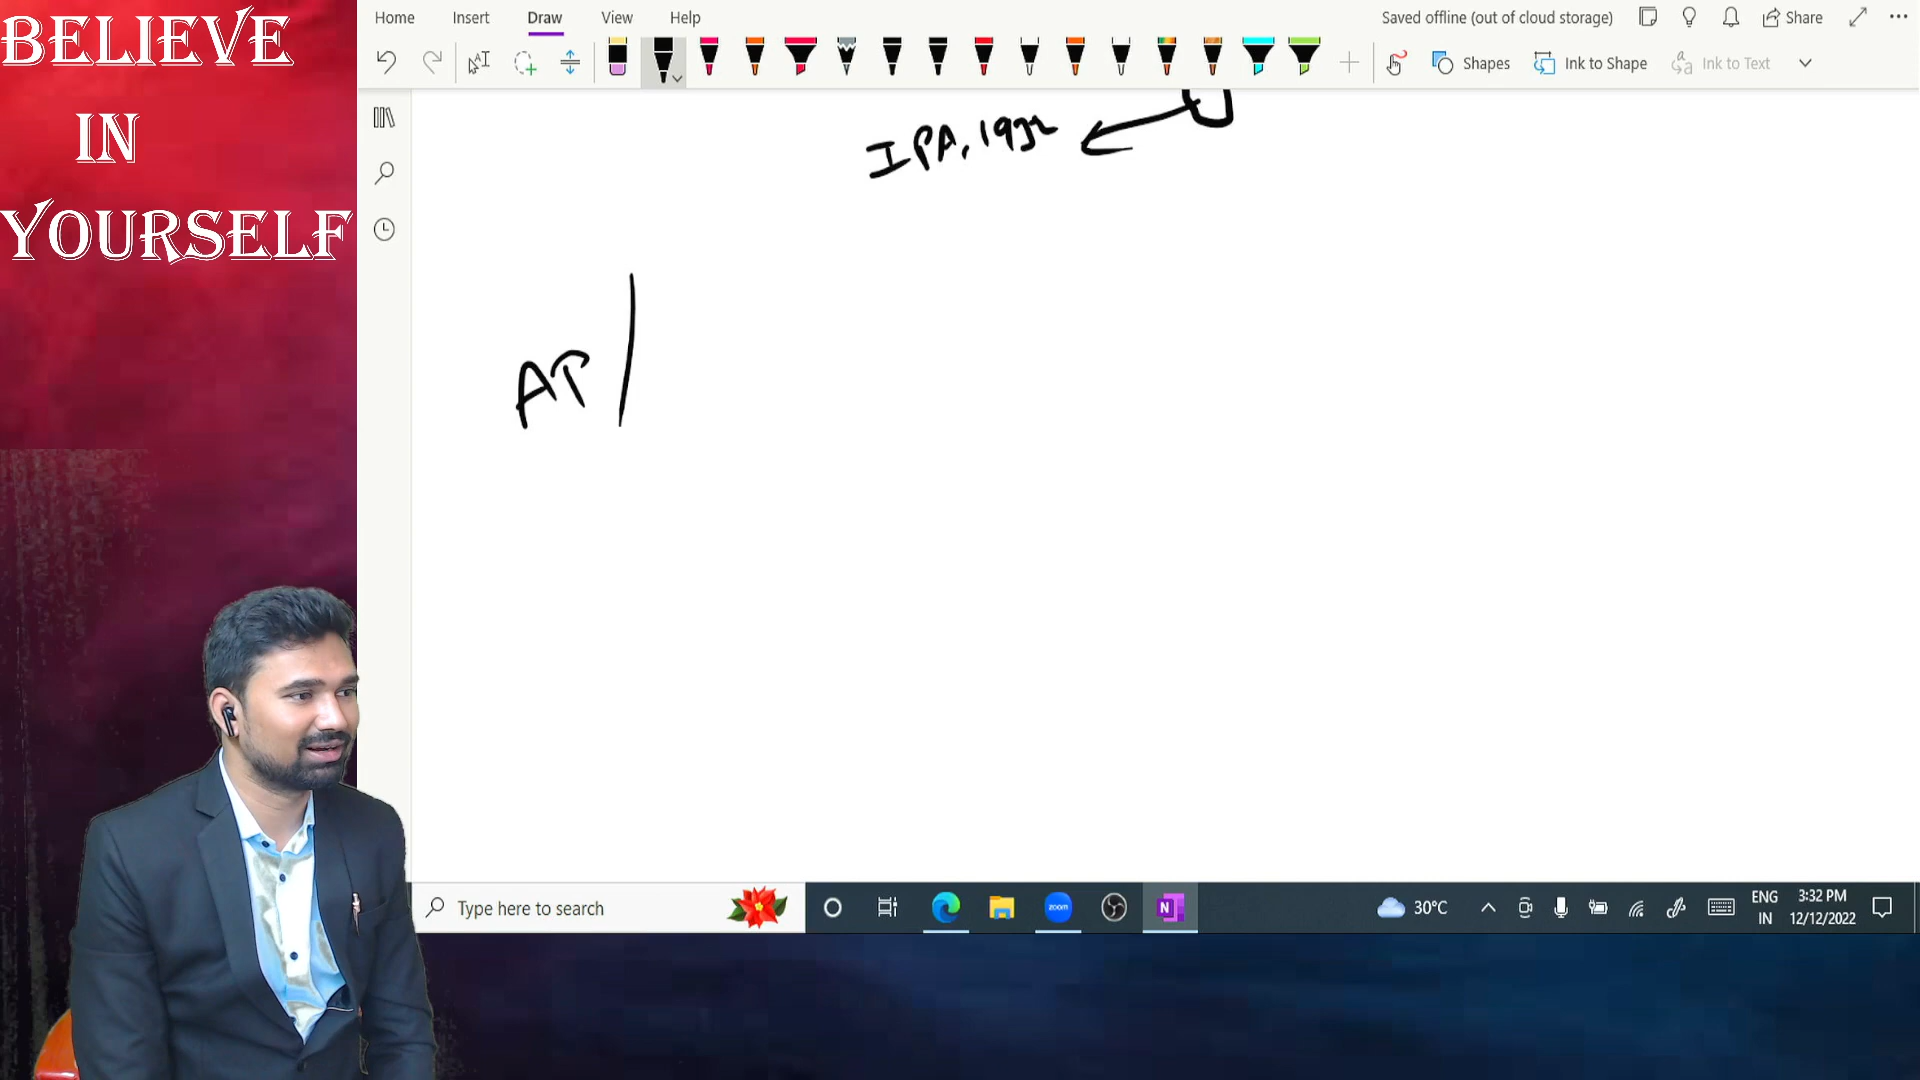 BELIEVE
IN
YOURSELF
Home Insert Draw View Help
Saved offline (out of cloud storage) Share
Shapes Ink to Shape Ink to Text
IPA, 1932
AP
Type here to search
zoom
N
30°C
ENG
IN
3:32 PM
12/12/2022